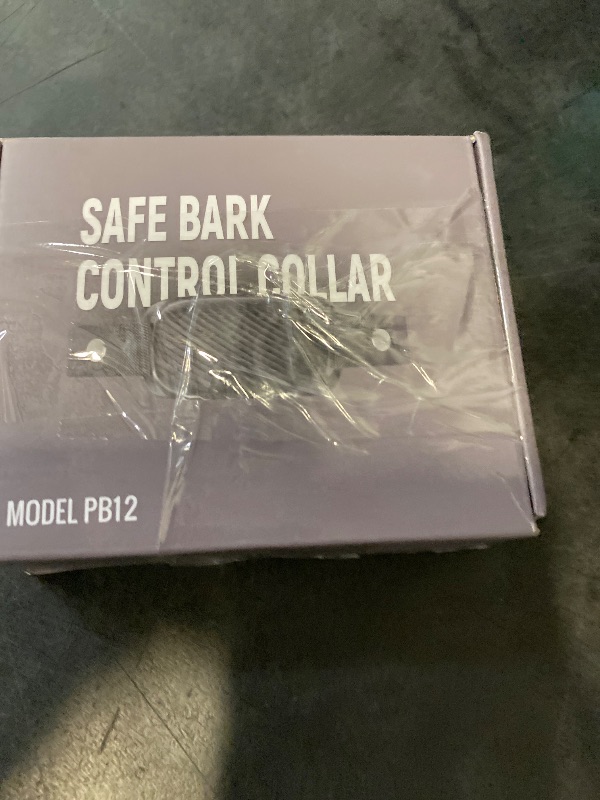 SAFE BARK
CONTROL COLLAR
MODEL PB12